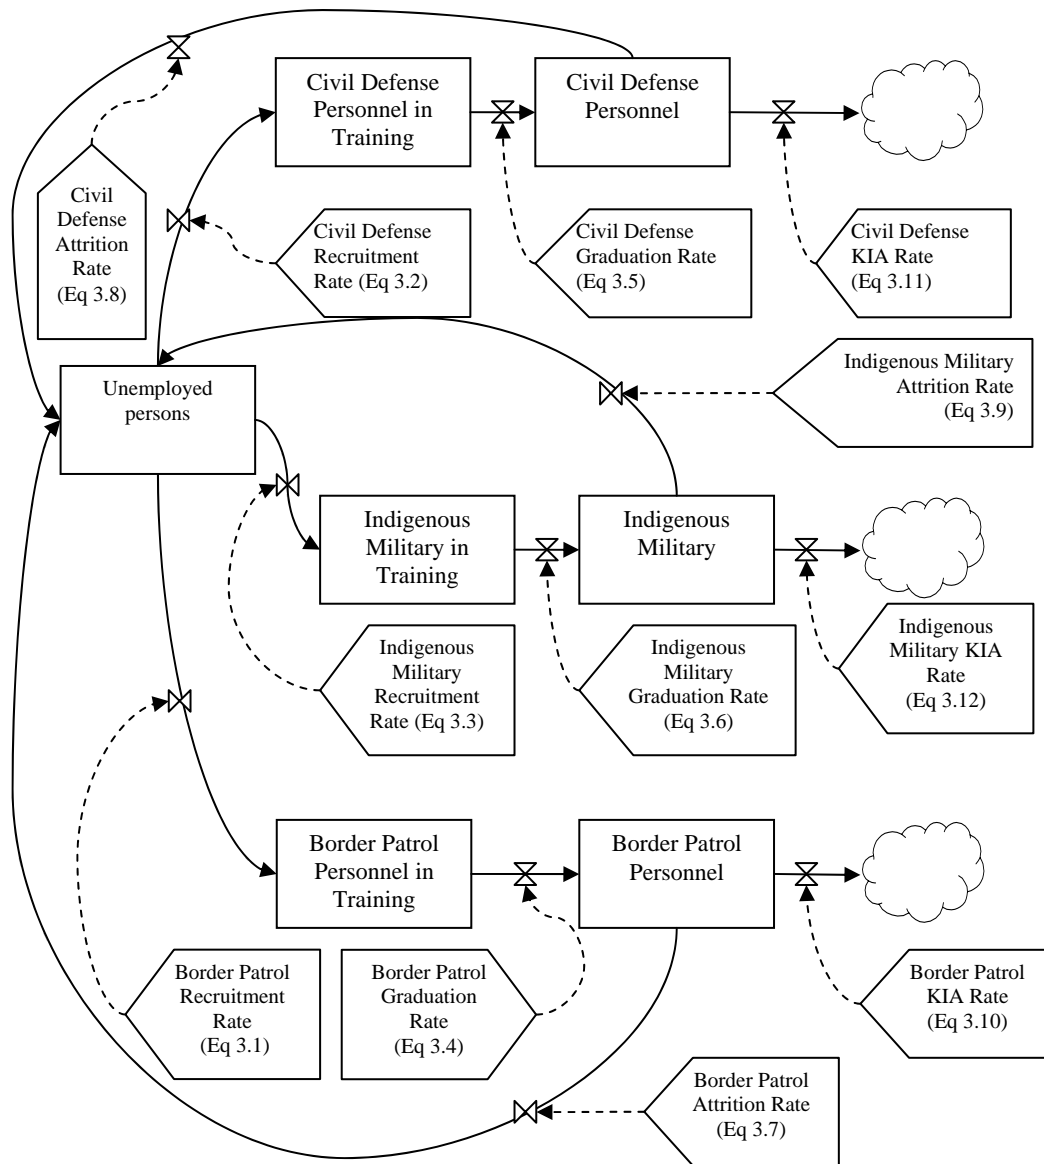 Civil Defense
Personnel in
Training
Civil Defense
Personnel
Civil
Defense
Attrition
Rate
(Eq 3.8)
Civil Defense
Recruitment
Rate (Eq 3.2)
Civil Defense
Graduation Rate
(Eq 3.5)
Civil Defense
KIA Rate
(Eq 3.11)
Unemployed
persons
Indigenous Military
Attrition Rate
(Eq 3.9)
Indigenous
Military in
Training
Indigenous
Military
Indigenous
Military
Recruitment
Rate (Eq 3.3)
Indigenous
Military
Graduation Rate
(Eq 3.6)
Indigenous
Military KIA
Rate
(Eq 3.12)
Border Patrol
Personnel in
Training
Border Patrol
Personnel
Border Patrol
Recruitment
Rate
(Eq 3.1)
Border Patrol
Graduation
Rate
(Eq 3.4)
Border Patrol
KIA Rate
(Eq 3.10)
Border Patrol
Attrition Rate
(Eq 3.7)